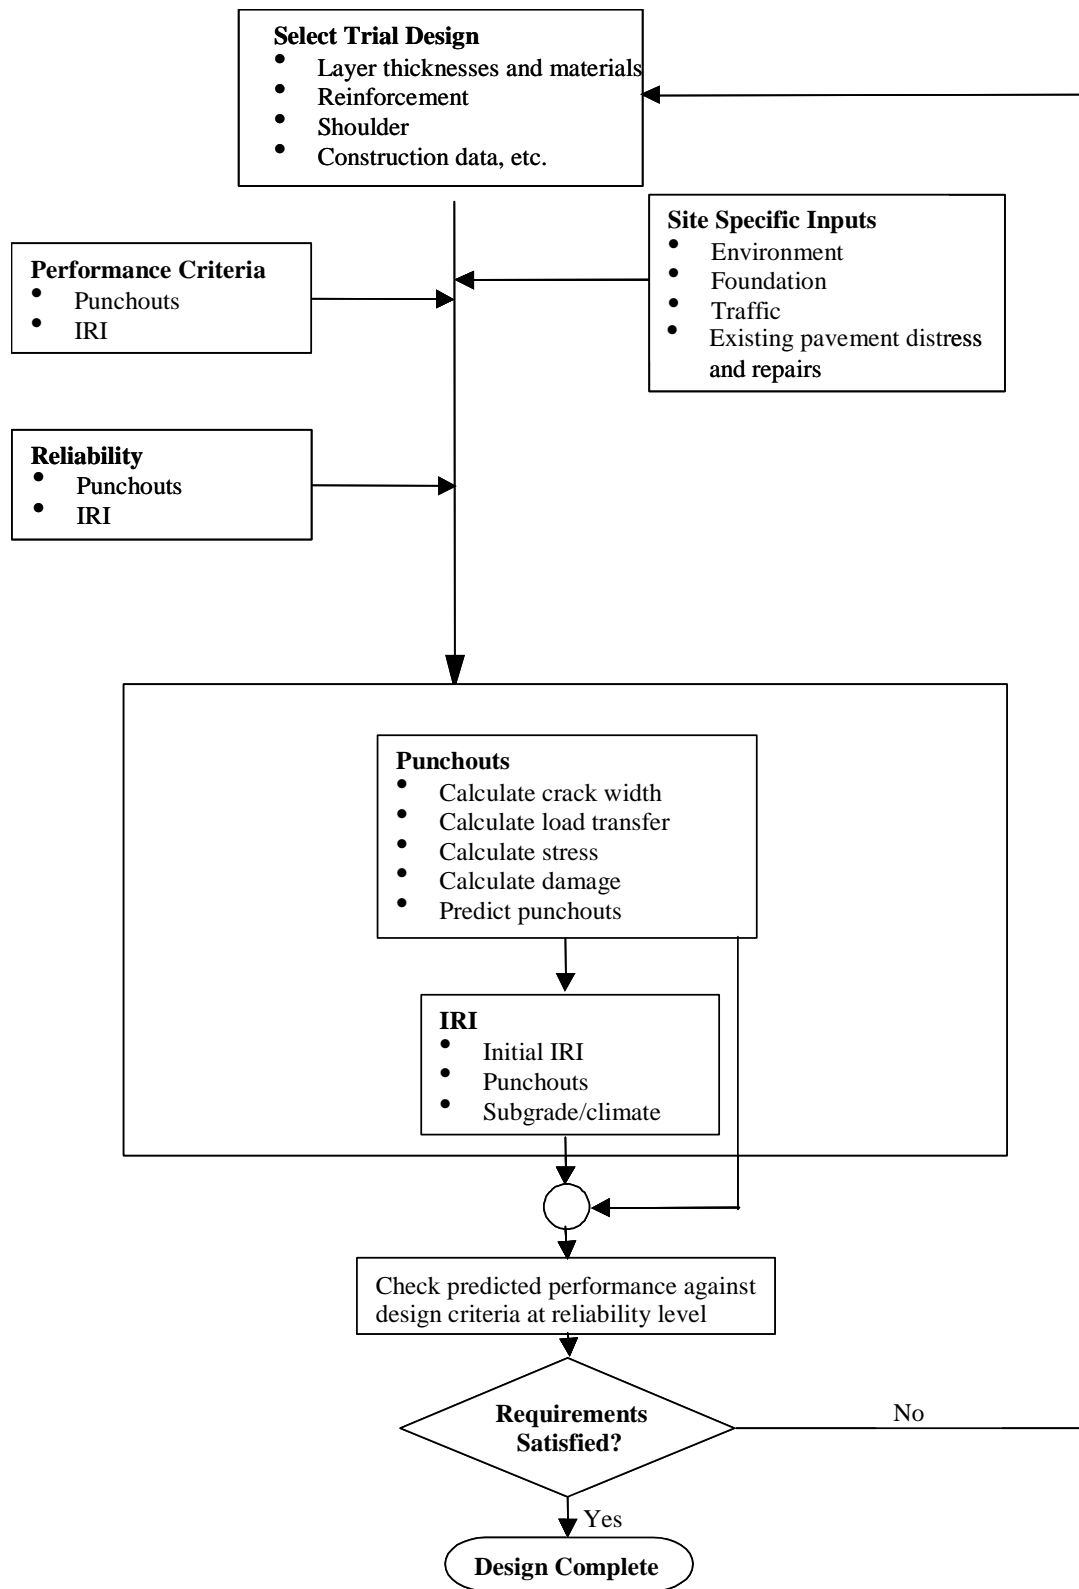 Select Trial Design
• Layer thicknesses and materials
• Reinforcement
• Shoulder
• Construction data, etc.
Site Specific Inputs
• Environment
• Foundation
• Traffic
• Existing pavement distress
and repairs
Performance Criteria
• Punchouts
• IRI
Reliability
• Punchouts
• IRI
Punchouts
• Calculate crack width
• Calculate load transfer
• Calculate stress
• Calculate damage
• Predict punchouts
IRI
• Initial IRI
• Punchouts
• Subgrade/climate
Check predicted performance against
design criteria at reliability level
Requirements
Satisfied?
No
Yes
Design Complete